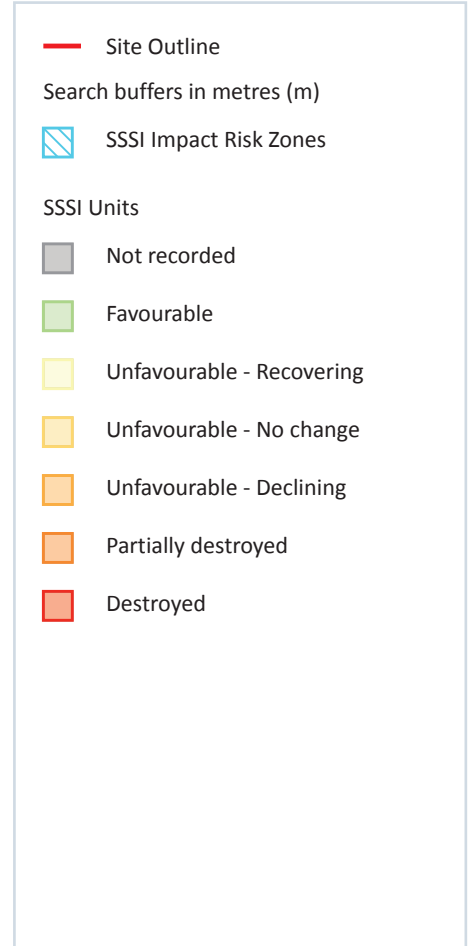 Site Outline
Search buffers in metres (m)
SSSI Impact Risk Zones
SSSI Units
Not recorded
Favourable
Unfavourable - Recovering
Unfavourable - No change
Unfavourable - Declining
Partially destroyed
Destroyed